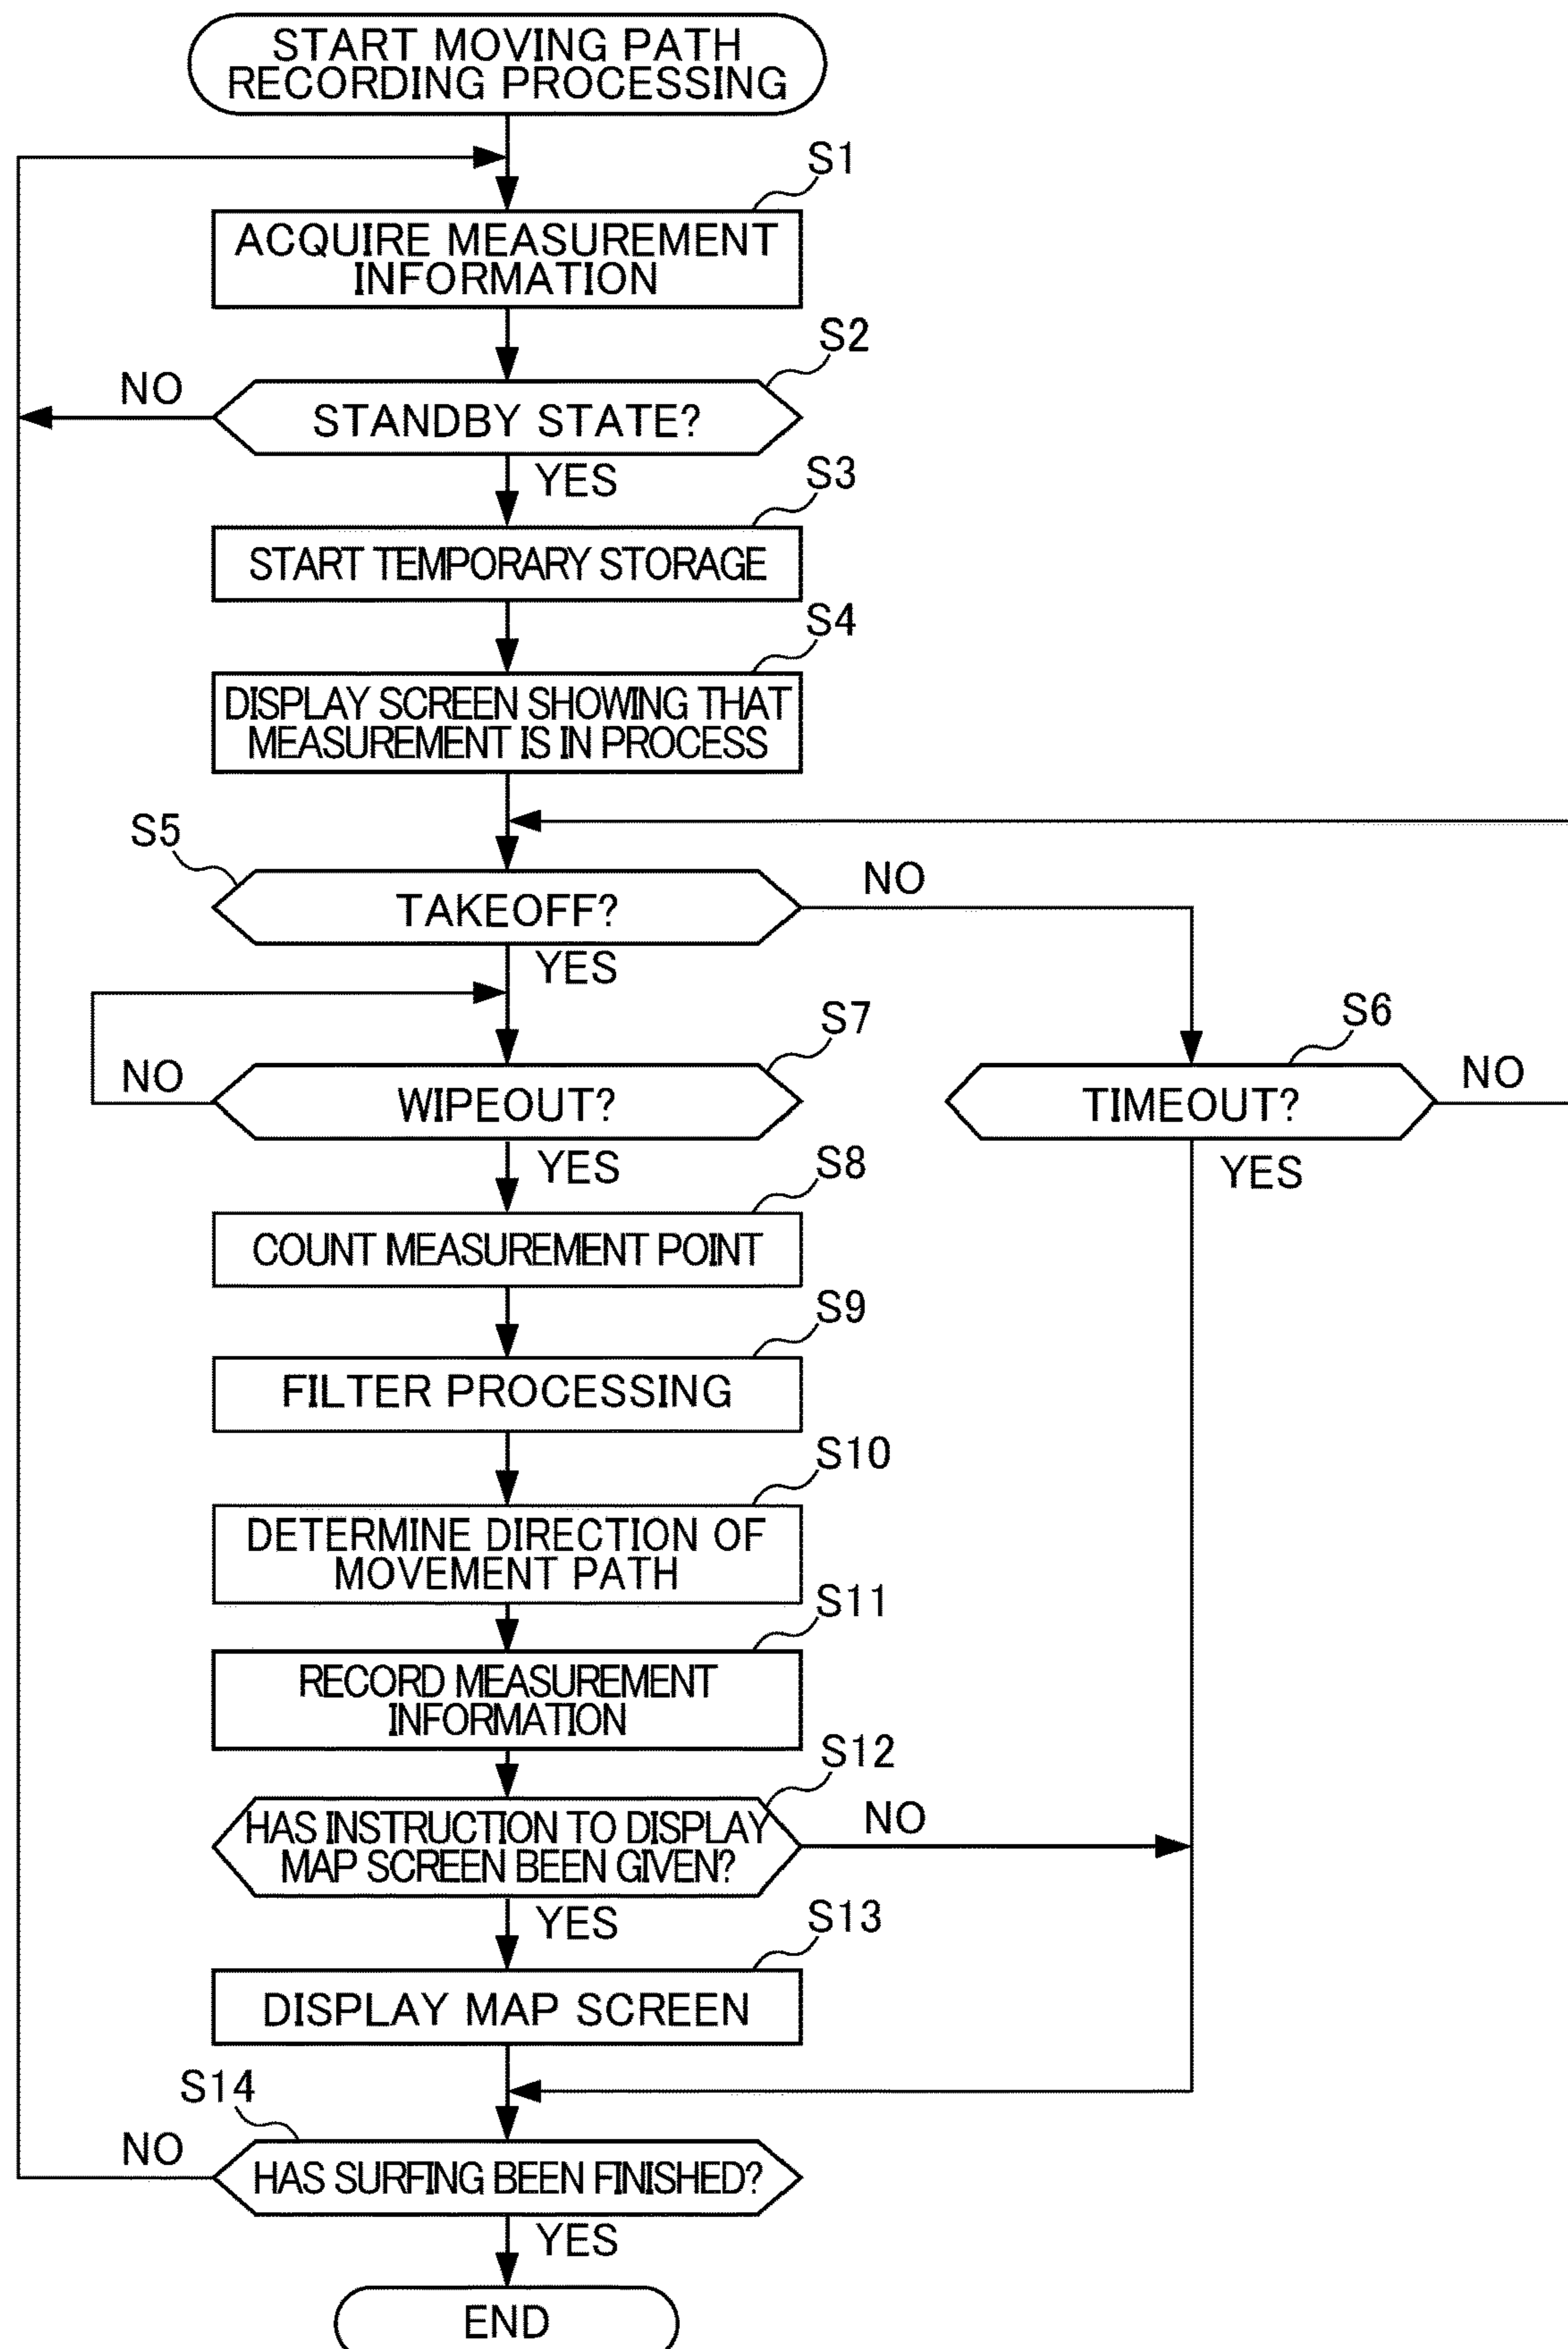 START MOVING PATH
RECORDING PROCESSING
S1
ACQUIRE MEASUREMENT
INFORMATION
S2
NO
STANDBY STATE?
YES
S3
START TEMPORARY STORAGE
S4
DISPLAY SCREEN SHOWING THAT
MEASUREMENT IS IN PROCESS
S5
TAKEOFF?
NO
YES
S7
NO
WIPEOUT?
YES
S6
TIMEOUT?
NO
YES
S8
COUNT MEASUREMENT POINT
S9
FILTER PROCESSING
S10
DETERMINE DIRECTION OF
MOVEMENT PATH
S11
RECORD MEASUREMENT
INFORMATION
S12
HAS INSTRUCTION TO DISPLAY
MAP SCREEN BEEN GIVEN?
NO
YES
S13
DISPLAY MAP SCREEN
S14
NO
HAS SURFING BEEN FINISHED?
YES
END